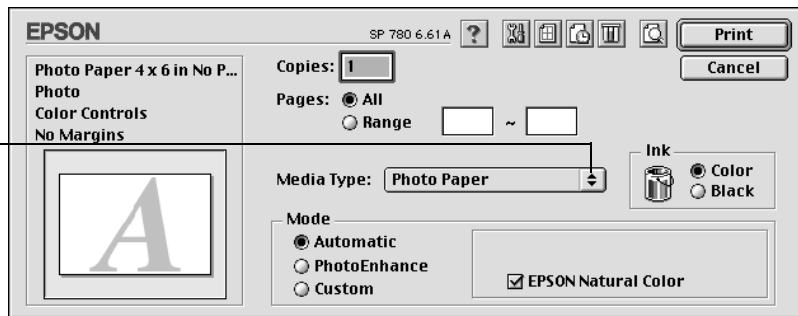 EPSON
SP 780 6.61A
?
Print
Cancel
Photo Paper 4 x 6 in No P...
Photo
Color Controls
No Margins
A
Copies: 1
Pages: All
Range ~
Media Type: Photo Paper
Ink
Color
Black
Mode
Automatic
PhotoEnhance
Custom
EPSON Natural Color